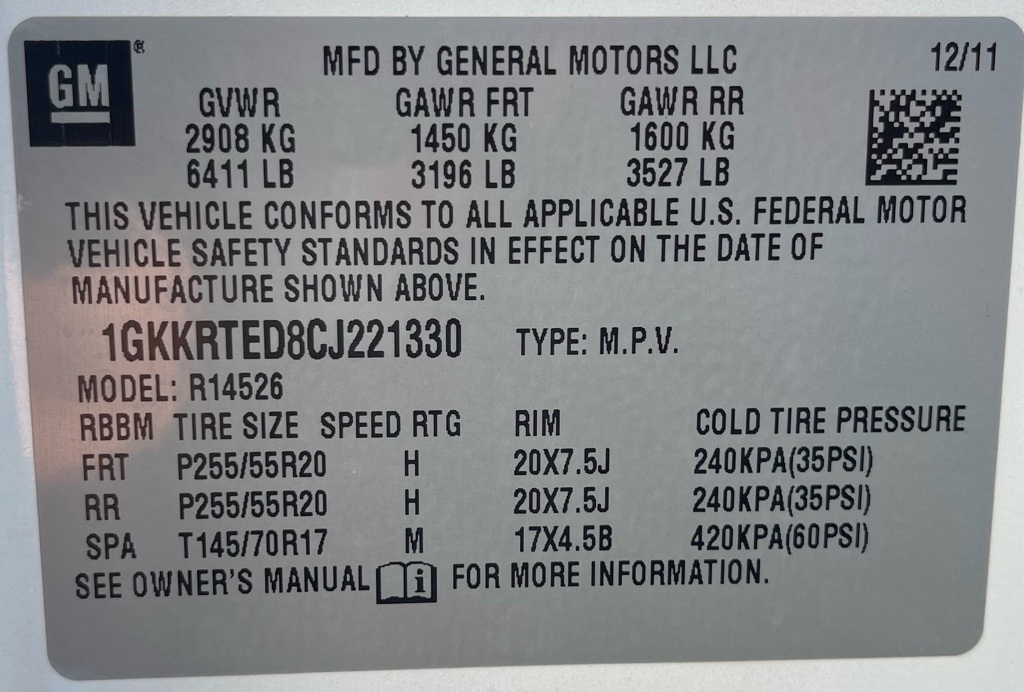 GM ®
MFD BY GENERAL MOTORS LLC 12/11
GVWR GAWR FRT GAWR RR
2908 KG 1450 KG 1600 KG
6411 LB 3196 LB 3527 LB
THIS VEHICLE CONFORMS TO ALL APPLICABLE U.S. FEDERAL MOTOR
VEHICLE SAFETY STANDARDS IN EFFECT ON THE DATE OF
MANUFACTURE SHOWN ABOVE.
1GKKRTED8CJ221330 TYPE: M.P.V.
MODEL: R14526
RBBM TIRE SIZE SPEED RTG RIM COLD TIRE PRESSURE
FRT P255/55R20 H 20X7.5J 240KPA(35PSI)
RR P255/55R20 H 20X7.5J 240KPA(35PSI)
SPA T145/70R17 M 17X4.5B 420KPA(60PSI)
SEE OWNER'S MANUAL i FOR MORE INFORMATION.